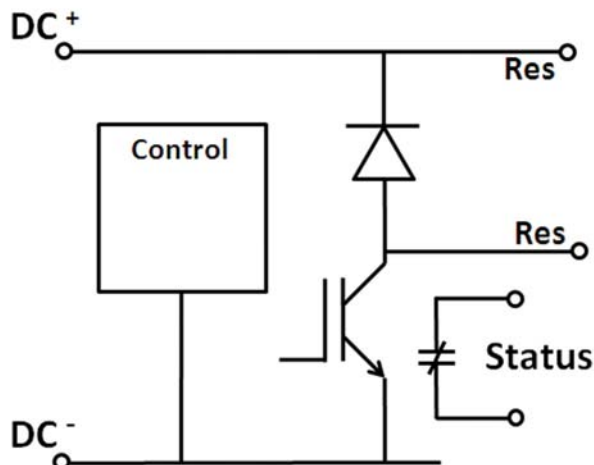 DC+
Res
Control
Res
Status
DC-